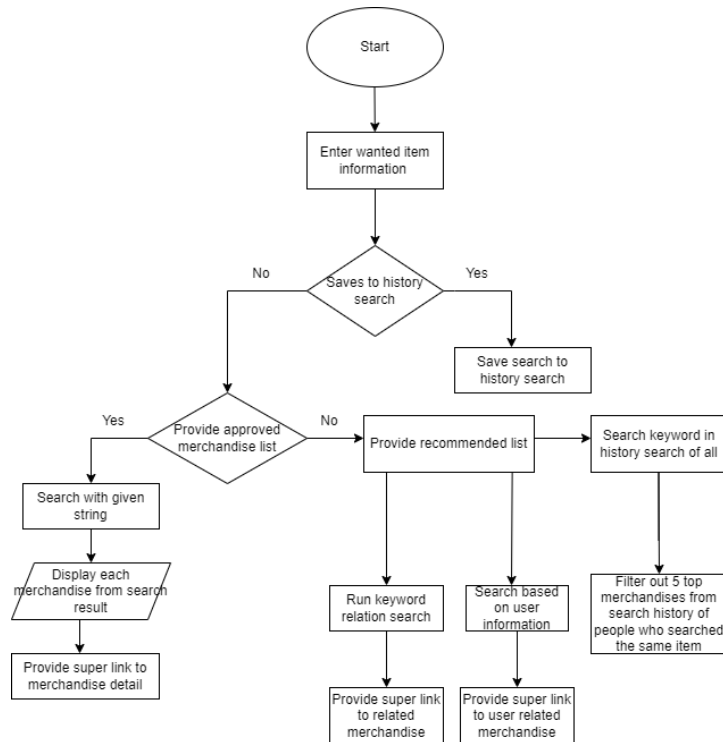 Start
Enter wanted item
information
No
Saves to history
search
Yes
Save search to
history search
Yes
Provide approved
merchandise list
No
Provide recommended list
Search keyword in
history search of all
Search with given
string
Display each
merchandise from search
result
Run keyword
relation search
Search based
on user
information
Filter out 5 top
merchandises from
search history of
people who searched
the same item
Provide super link to
merchandise detail
Provide super link
to related
merchandise
Provide super link
to user related
merchandise